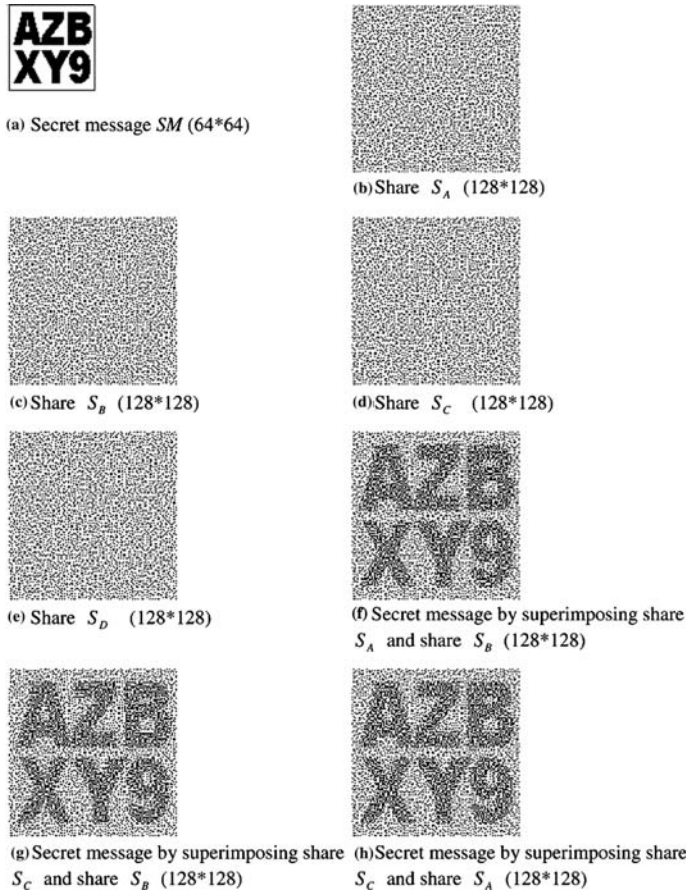 AZB
XY9
(a) Secret message SM (64*64)
(b) Share S_A (128*128)
(c) Share S_B (128*128)
(d) Share S_C (128*128)
(e) Share S_D (128*128)
AZB
XY9
(f) Secret message by superimposing share
S_A and share S_B (128*128)
AZB
XY9
(g) Secret message by superimposing share
S_C and share S_B (128*128)
AZB
XY9
(h) Secret message by superimposing share
S_C and share S_A (128*128)